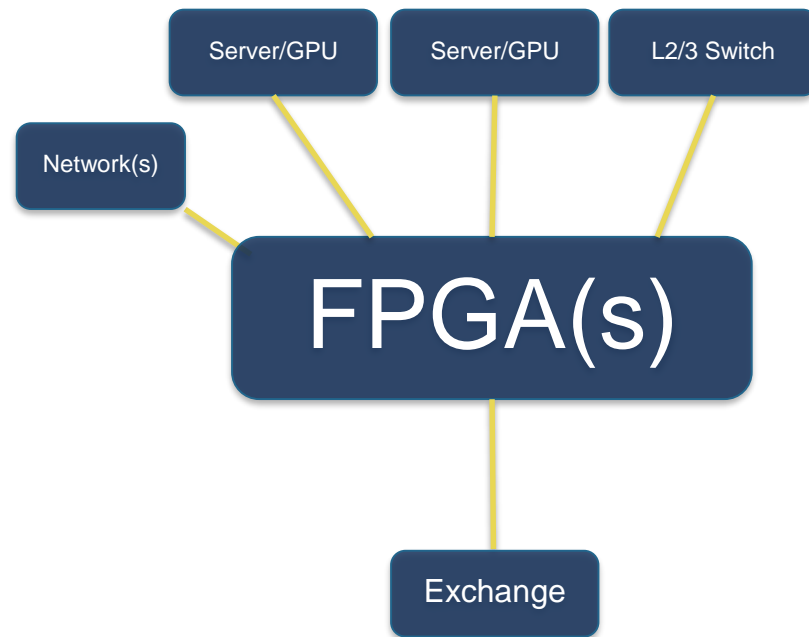 Server/GPU
Server/GPU
L2/3 Switch
Network(s)
FPGA(s)
Exchange